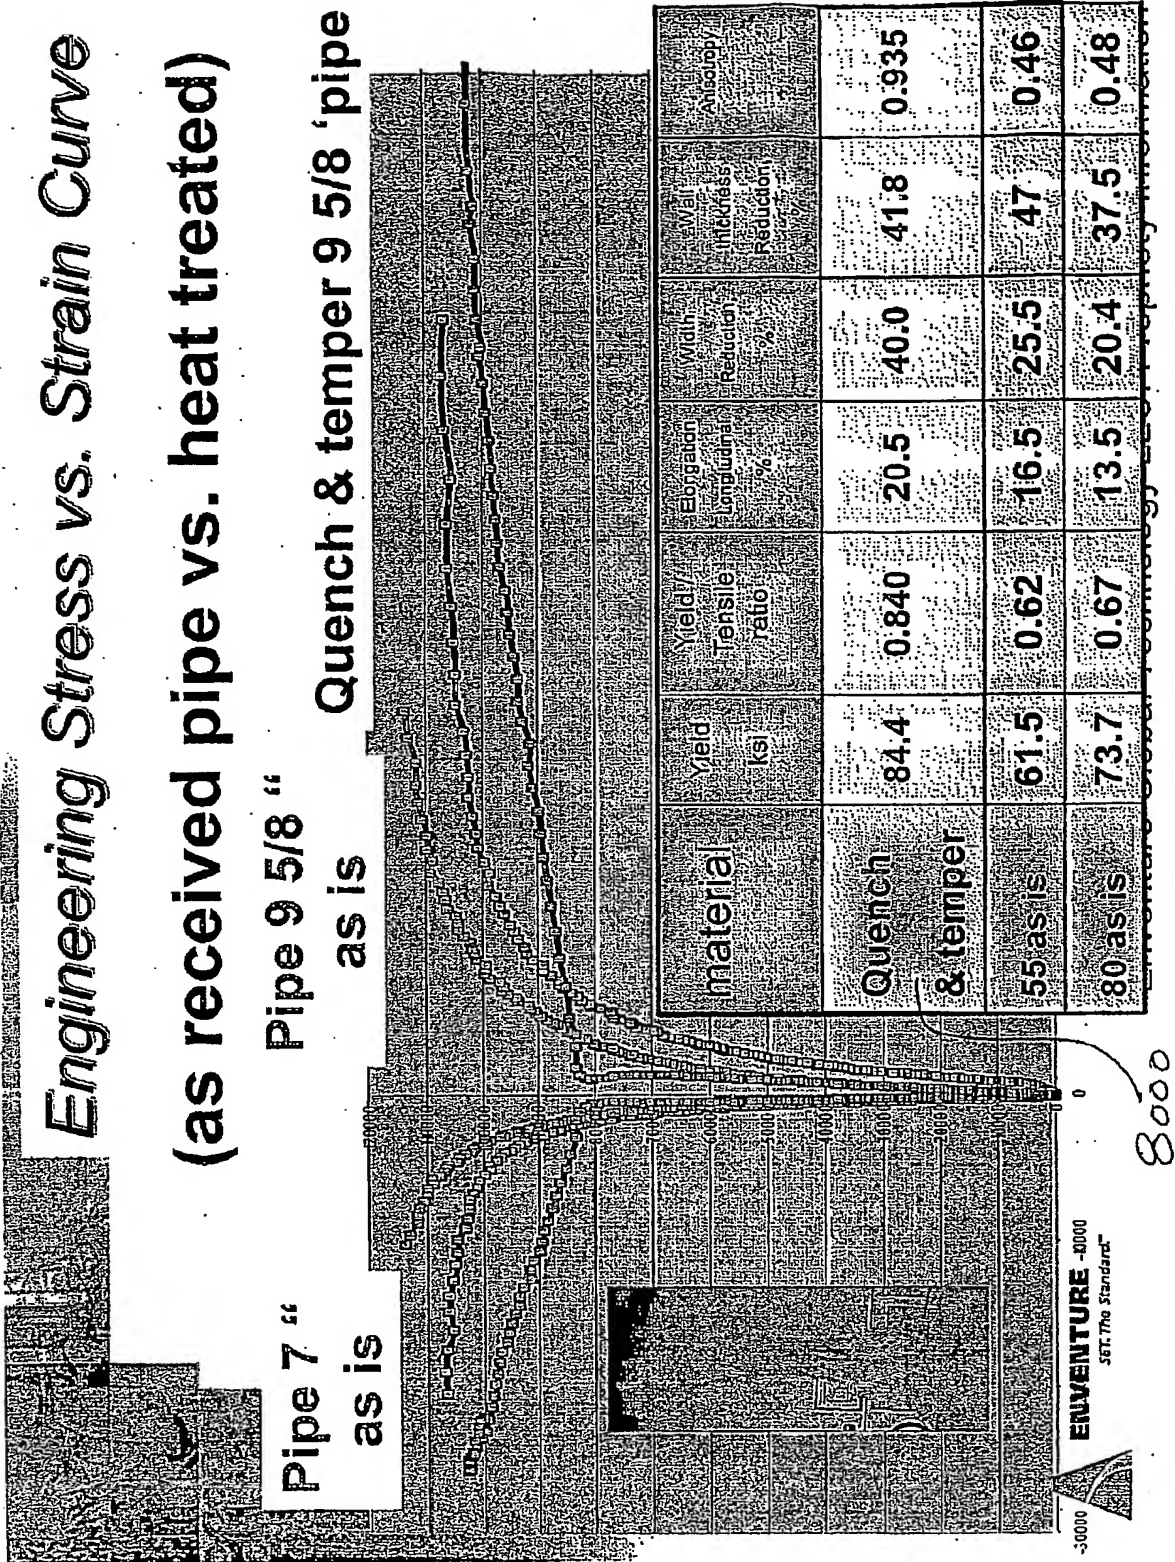 Engineering Stress vs. Strain Curve
(as received pipe vs. heat treated)
Pipe 7 “
as is
Pipe 9 5/8 “
as is
Quench & temper 9 5/8 ‘pipe
material
Yield
ksi
Yield /
Tensile
ratio
Elongation
Longitudinal
%
Width
Reduction
%
Wall
thickness
Reduction
%
Anisotropy
Quench
& temper
84.4
0.840
20.5
40.0
41.8
0.935
55 as is
61.5
0.62
16.5
25.5
47
0.46
80 as is
73.7
0.67
13.5
20.4
37.5
0.48
-30000
-0000
0
ENVENTURE
SET. The Standard.™
8000